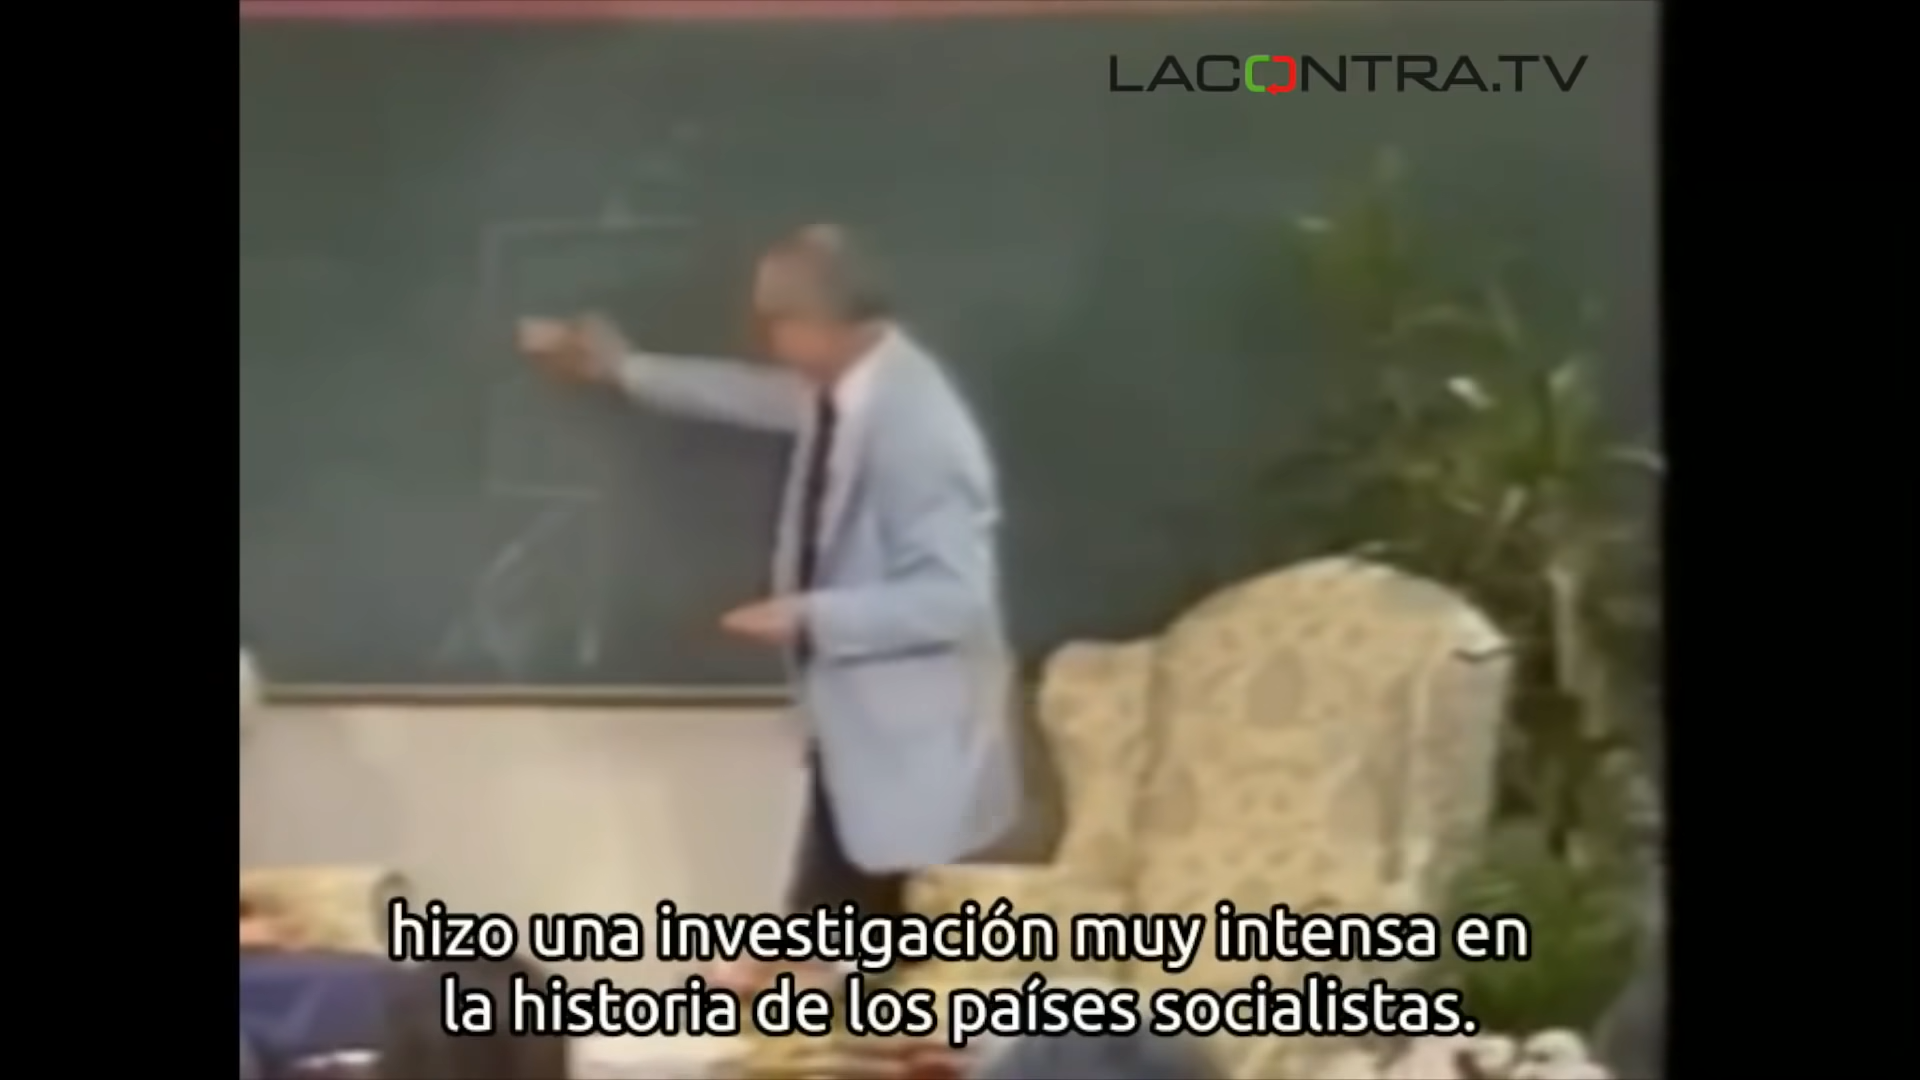 LACONTRA.TV
hizo una investigación muy intensa en
la historia de los países socialistas.